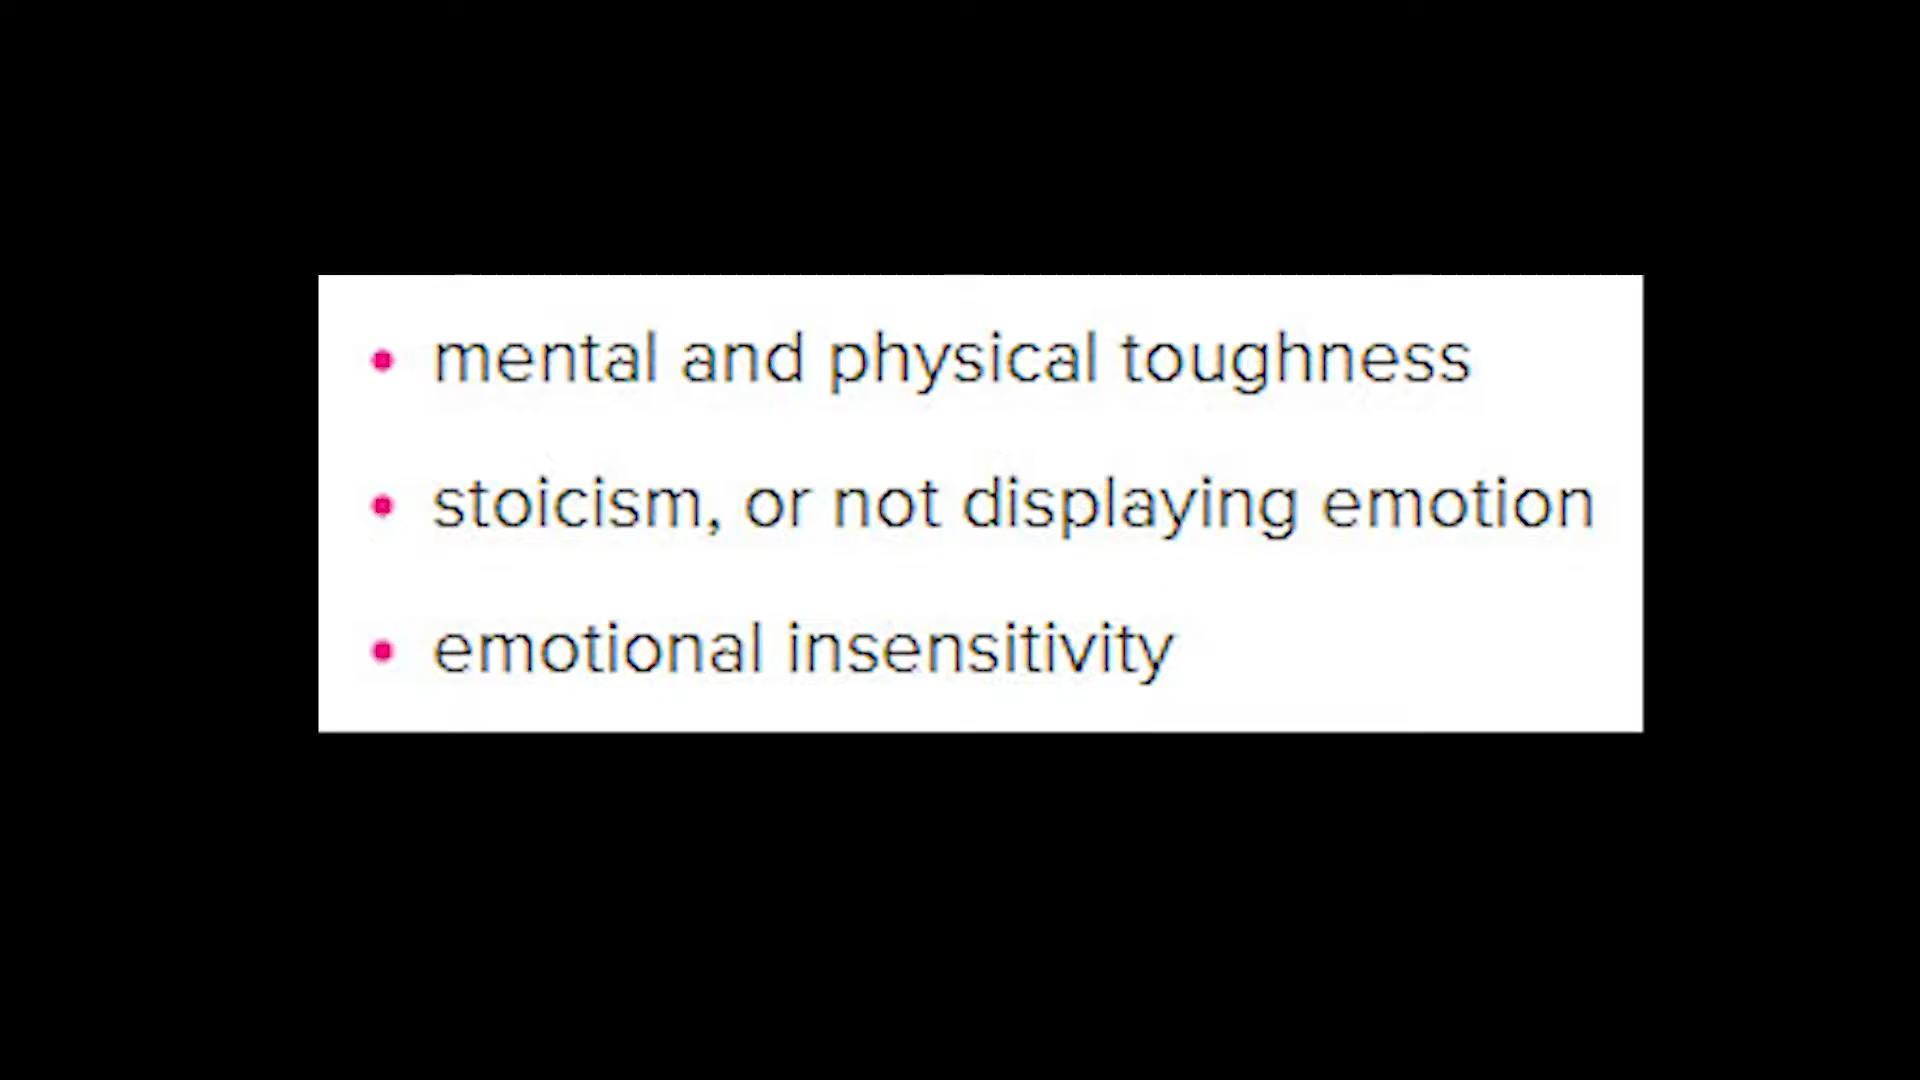 • mental and physical toughness
• stoicism, or not displaying emotion
• emotional insensitivity